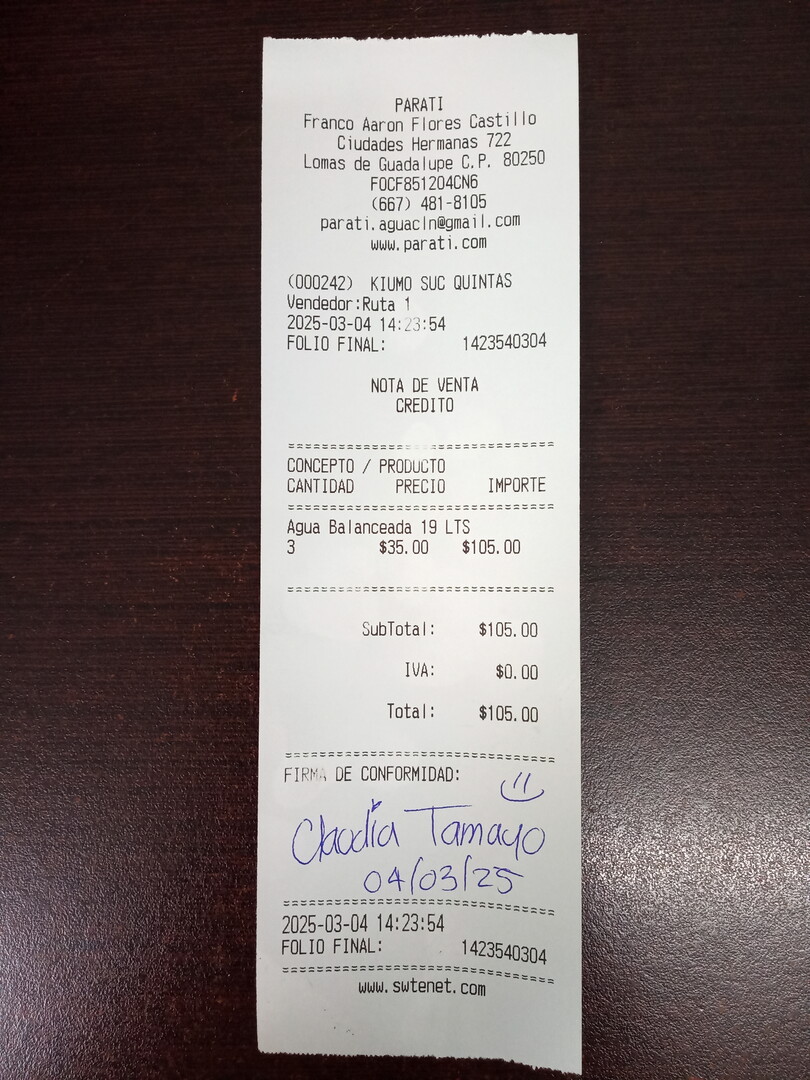 PARATI
Franco Aaron Flores Castillo
Ciudades Hermanas 722
Lomas de Guadalupe C.P. 80250
FOCF851204CN6
(667) 481-8105
parati.aguacln@gmail.com
www.parati.com
(000242) KIUMO SUC QUINTAS
Vendedor:Ruta 1
2025-03-04 14:23:54
FOLIO FINAL: 1423540304
NOTA DE VENTA
CREDITO
================================
CONCEPTO / PRODUCTO
CANTIDAD PRECIO IMPORTE
================================
Agua Balanceada 19 LTS
3 $35.00 $105.00
================================
SubTotal: $105.00
IVA: $0.00
Total: $105.00
================================
FIRMA DE CONFORMIDAD:
Claudia Tamayo
04/03/25
================================
2025-03-04 14:23:54
FOLIO FINAL: 1423540304
================================
www.swtenet.com